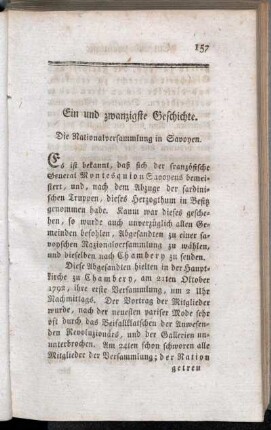 157
Ein und zwanzigste Geschichte.
Die Nationalversammlung in Savoyen.
Es ist bekannt, daß sich der französische
General Montesquiou Savoyens bemei-
stert, und, nach dem Abzuge der sardini-
schen Truppen, dieses Herzogthum in Besitz
genommen habe. Kaum war dieses gesche-
hen, so wurde auch unverzüglich allen Ge-
meinden befohlen, Abgesandten zu einer sa-
voyschen Nazionalversammlung zu wählen,
und dieselben nach Chambery zu senden.
Diese Abgesandten hielten in der Haupt-
kirche zu Chambery, am 21ten Oktober
1792, ihre erste Versammlung, um 2 Uhr
Nachmittags. Der Vortrag der Mitglieder
wurde, nach der neuesten pariser Mode sehr
oft durch das Beifallklatschen der Anwesen-
den Revoluzionärs, und der Gallerien un-
unterbrochen. Am 24ten schon schworen alle
Mitglieder der Versammlung; der Nation
getreu